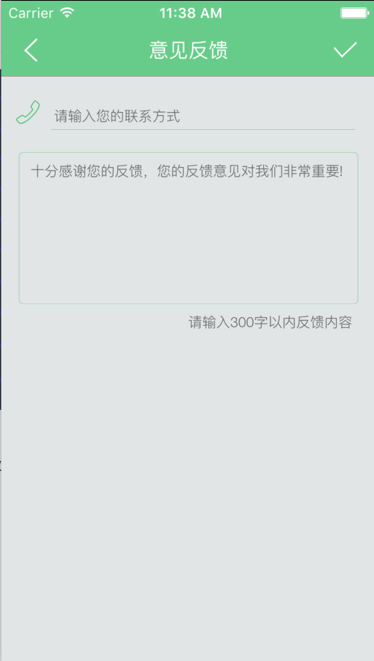 Carrier 11:38 AM
意见反馈
请输入您的联系方式
十分感谢您的反馈，您的反馈意见对我们非常重要!
请输入300字以内反馈内容